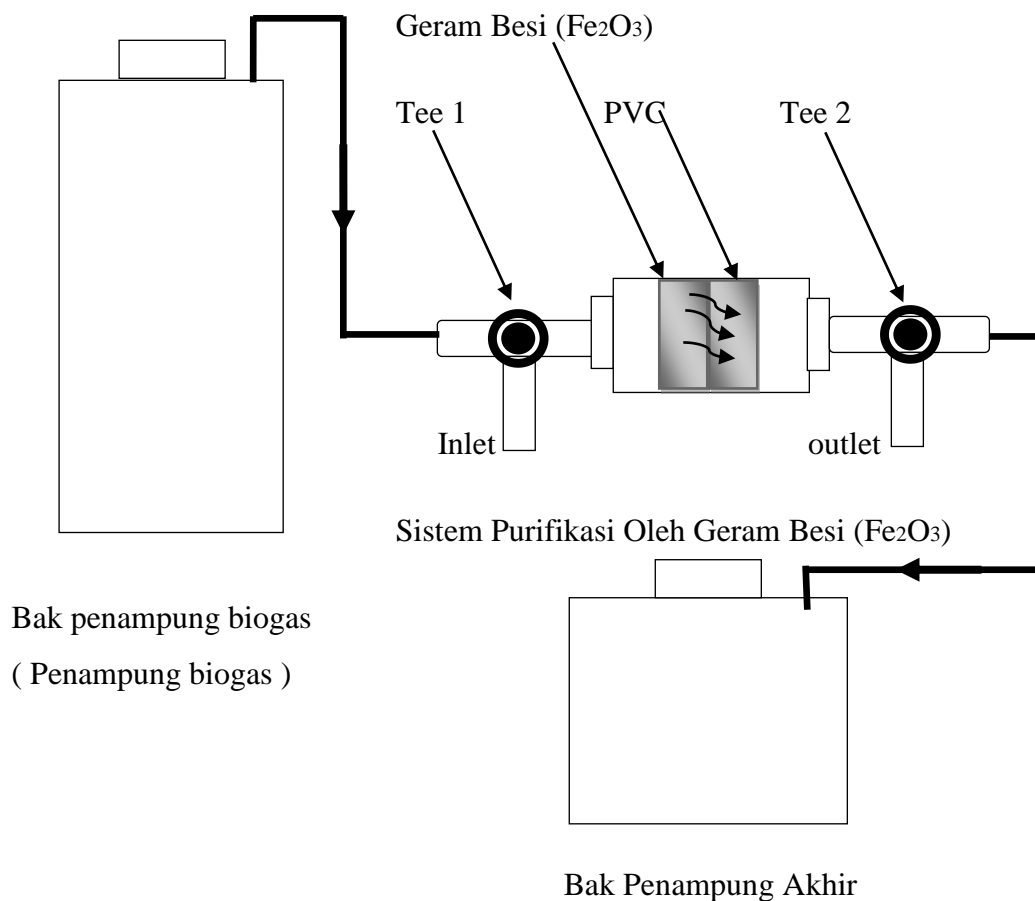 Geram Besi (Fe2O3)
Tee 1
PVC
Tee 2
Inlet
outlet
Sistem Purifikasi Oleh Geram Besi (Fe2O3)
Bak penampung biogas
( Penampung biogas )
Bak Penampung Akhir